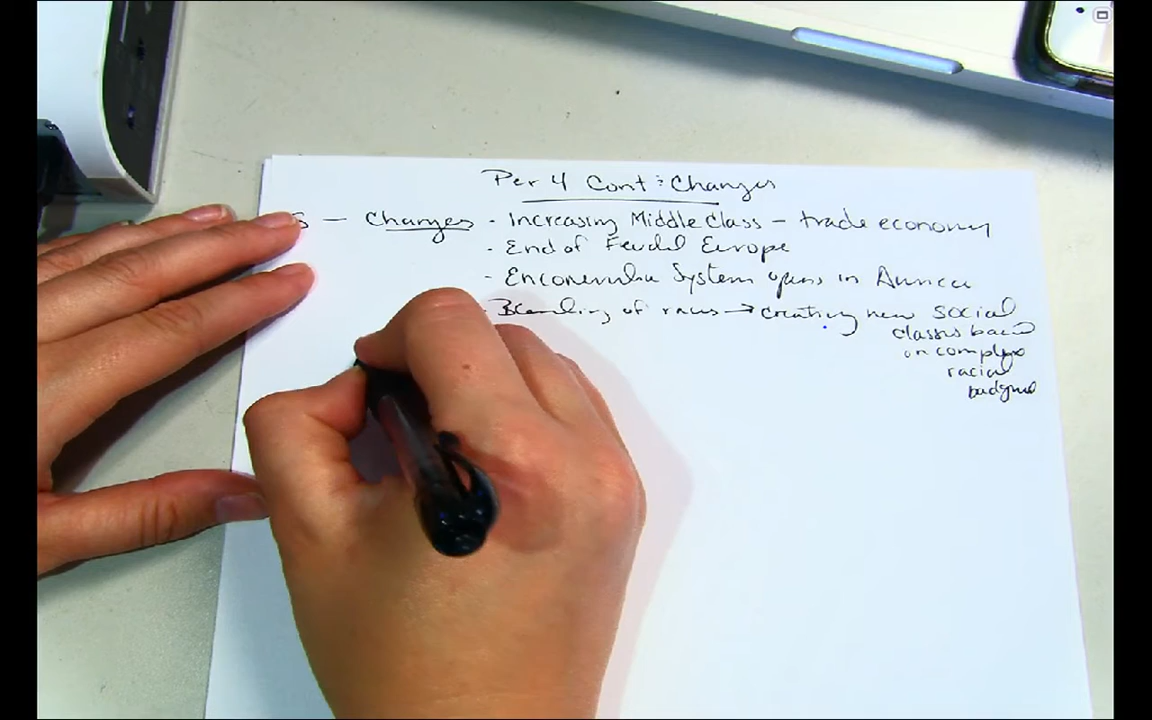 Per 4 Cont : Changes
S — Changes - Increasing Middle Class — trade economy
- End of Feudal Europe
- Encomienda System opens in America
- Blending of races → creating new social
classes based
on complex
racial